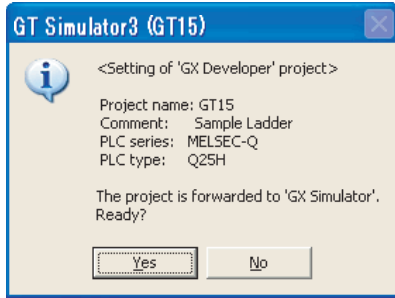 GT Simulator3 (GT15)
<Setting of 'GX Developer' project>
Project name: GT15
Comment: Sample Ladder
PLC series: MELSEC-Q
PLC type: Q25H
The project is forwarded to 'GX Simulator'.
Ready?
Yes No